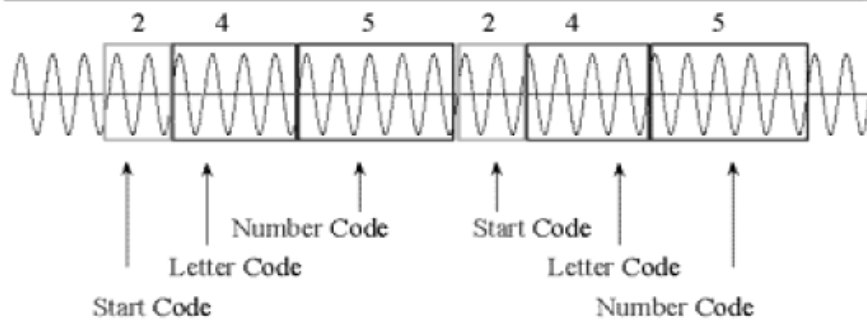 2 4 5 2 4 5
Number Code Start Code
Letter Code Letter Code
Start Code Number Code